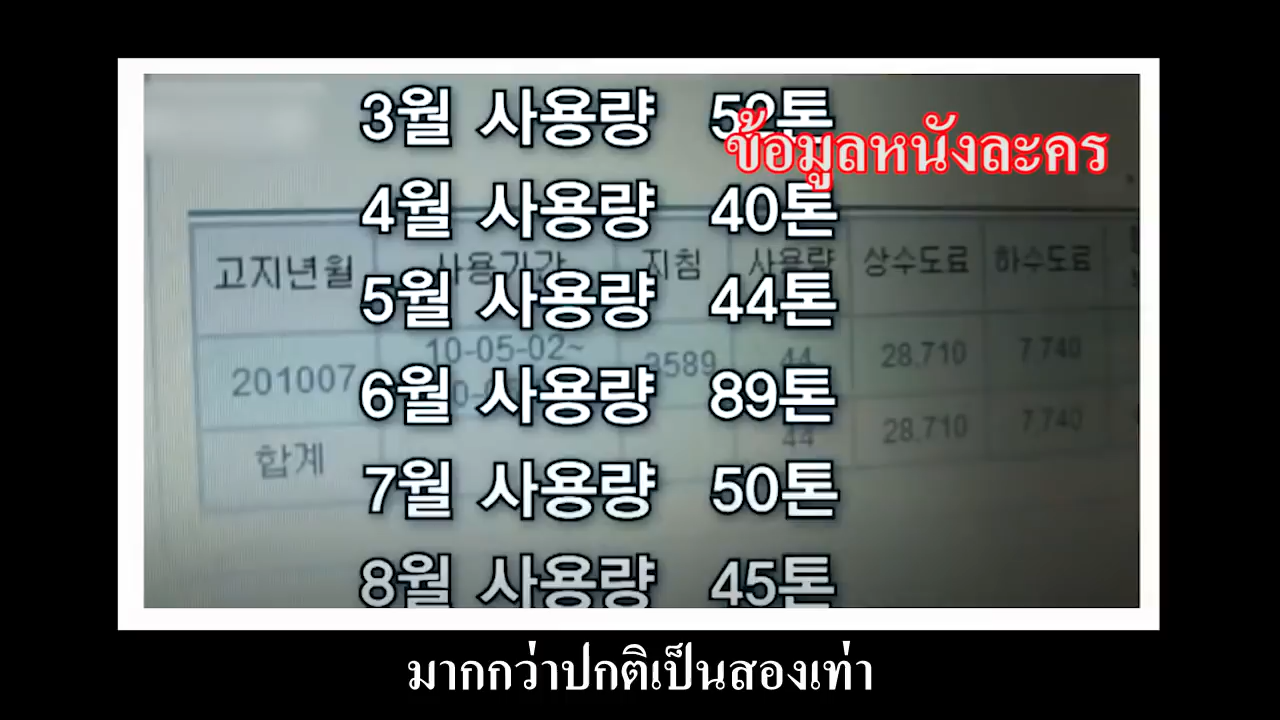 3월 사용량 52톤
ข้อมูลหนังละคร
4월 사용량 40톤
고지년월 사용기간 지침 사용량 상수도료 하수도료
5월 사용량 44톤
201007 10-05-02~ 3589 44 28,710 7,740
6월 사용량 89톤
합계 44 28,710 7,740
7월 사용량 50톤
8월 사용량 45톤
มากกว่าปกติเป็นสองเท่า